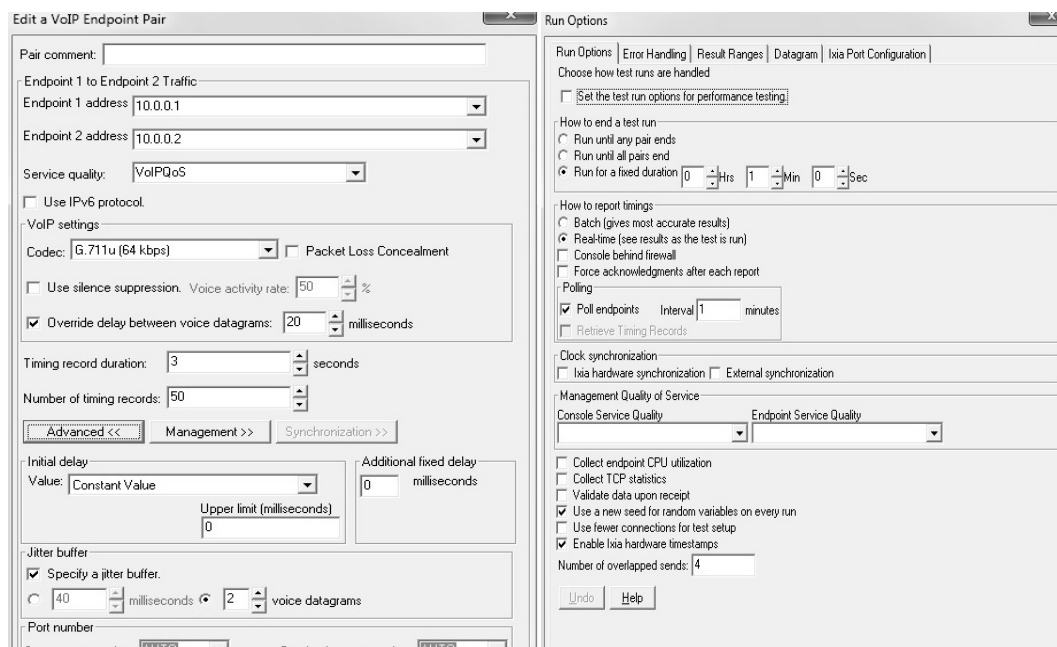 Edit a VoIP Endpoint Pair
Pair comment:
Endpoint 1 to Endpoint 2 Traffic
Endpoint 1 address 10.0.0.1
Endpoint 2 address 10.0.0.2
Service quality: VoIPQoS
Use IPv6 protocol.
VoIP settings
Codec: G.711u (64 kbps) Packet Loss Concealment
Use silence suppression. Voice activity rate: 50 %
Override delay between voice datagrams: 20 milliseconds
Timing record duration: 3 seconds
Number of timing records: 50
Advanced << Management >> Synchronization >>
Initial delay
Value: Constant Value
Upper limit (milliseconds)
0
Additional fixed delay
0 milliseconds
Jitter buffer
Specify a jitter buffer.
40 milliseconds 2 voice datagrams
Port number
Run Options
Run Options Error Handling Result Ranges Datagram Ixia Port Configuration
Choose how test runs are handled
Set the test run options for performance testing.
How to end a test run
Run until any pair ends
Run until all pairs end
Run for a fixed duration 0 Hrs 1 Min 0 Sec
How to report timings
Batch (gives most accurate results)
Real-time (see results as the test is run)
Console behind firewall
Force acknowledgments after each report
Polling
Poll endpoints Interval 1 minutes
Retrieve Timing Records
Clock synchronization
Ixia hardware synchronization External synchronization
Management Quality of Service
Console Service Quality Endpoint Service Quality
Collect endpoint CPU utilization
Collect TCP statistics
Validate data upon receipt
Use a new seed for random variables on every run
Use fewer connections for test setup
Enable Ixia hardware timestamps
Number of overlapped sends: 4
Undo Help